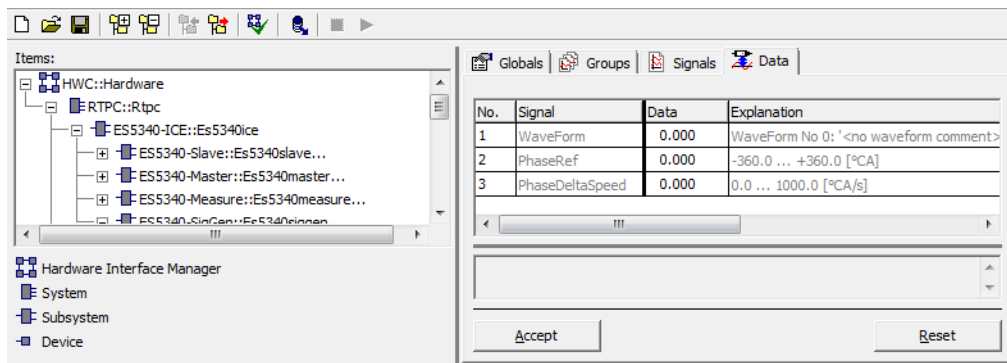 Items:
HWC::Hardware
RTPC::Rtpc
ES5340-ICE::Es5340ice
ES5340-Slave::Es5340slave...
ES5340-Master::Es5340master...
ES5340-Measure::Es5340measure...
ES5340-SigGen::Es5340siggen
Hardware Interface Manager
System
Subsystem
Device
Globals Groups Signals Data
No. Signal Data Explanation
1 WaveForm 0.000 WaveForm No 0: '<no waveform comment>
2 PhaseRef 0.000 -360.0 ... +360.0 [°CA]
3 PhaseDeltaSpeed 0.000 0.0 ... 1000.0 [°CA/s]
Accept Reset